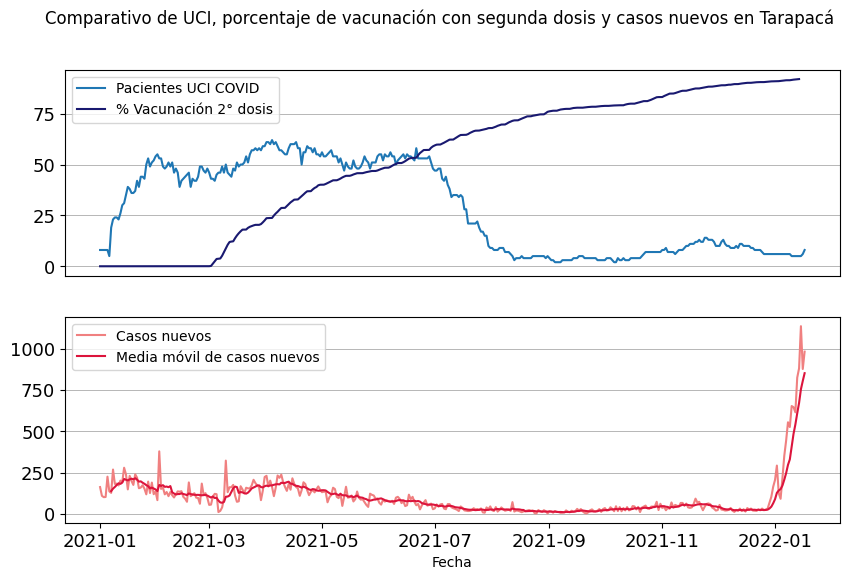 Comparativo de UCI, porcentaje de vacunación con segunda dosis y casos nuevos en Tarapacá
Pacientes UCI COVID
% Vacunación 2° dosis
75
50
25
0
Casos nuevos
Media móvil de casos nuevos
1000
750
500
250
0
2021-01 2021-03 2021-05 2021-07 2021-09 2021-11 2022-01
Fecha